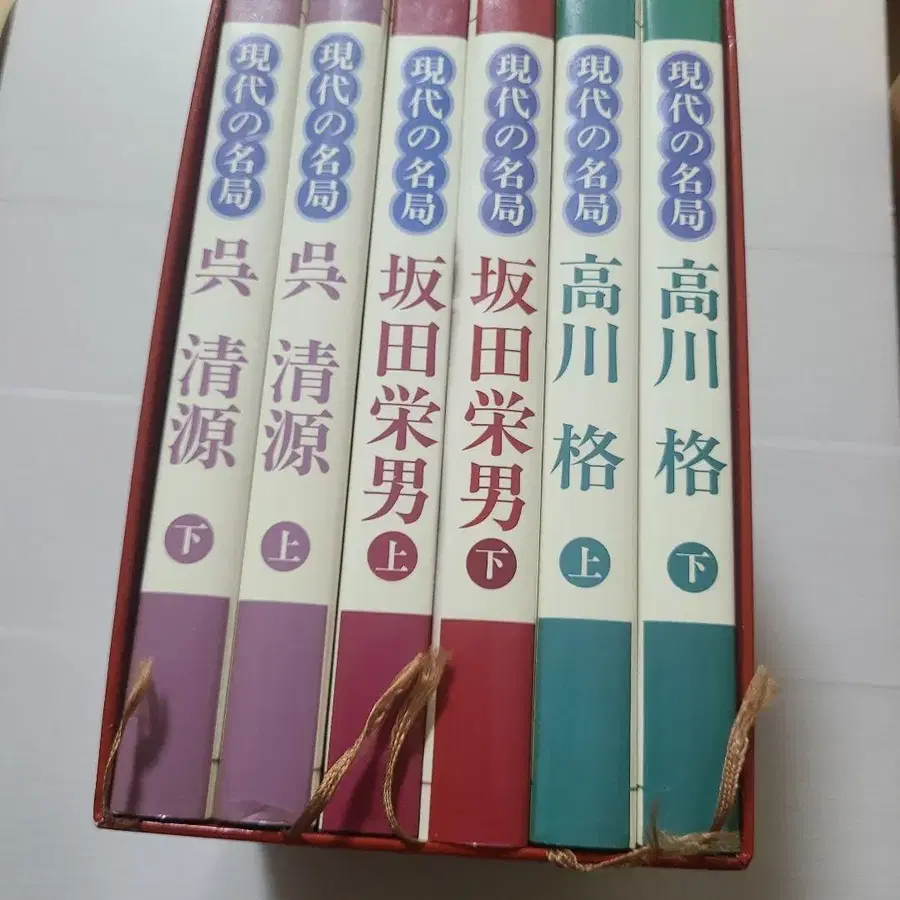 現代の名局 呉 清源 下
現代の名局 呉 清源 上
現代の名局 坂田栄男 上
現代の名局 坂田栄男 下
現代の名局 高川 格 上
現代の名局 高川 格 下